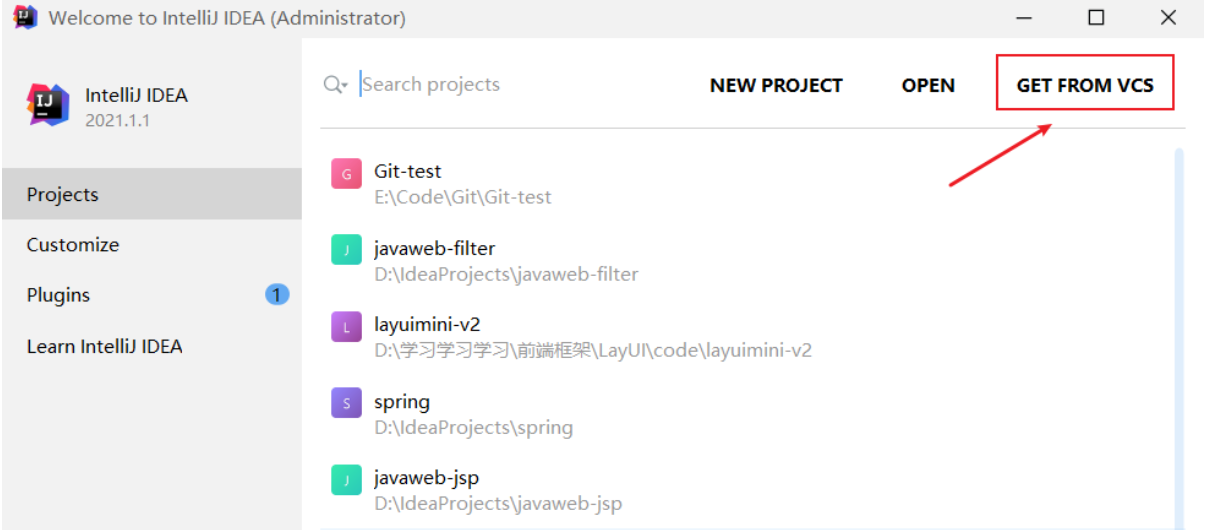 Welcome to IntelliJ IDEA (Administrator)
IntelliJ IDEA
2021.1.1
Search projects
NEW PROJECT
OPEN
GET FROM VCS
Projects
Customize
Plugins
1
Learn IntelliJ IDEA
G
Git-test
E:\Code\Git\Git-test
J
javaweb-filter
D:\IdeaProjects\javaweb-filter
L
layuimini-v2
D:\学习学习学习\前端框架\LayUI\code\layuimini-v2
S
spring
D:\IdeaProjects\spring
J
javaweb-jsp
D:\IdeaProjects\javaweb-jsp